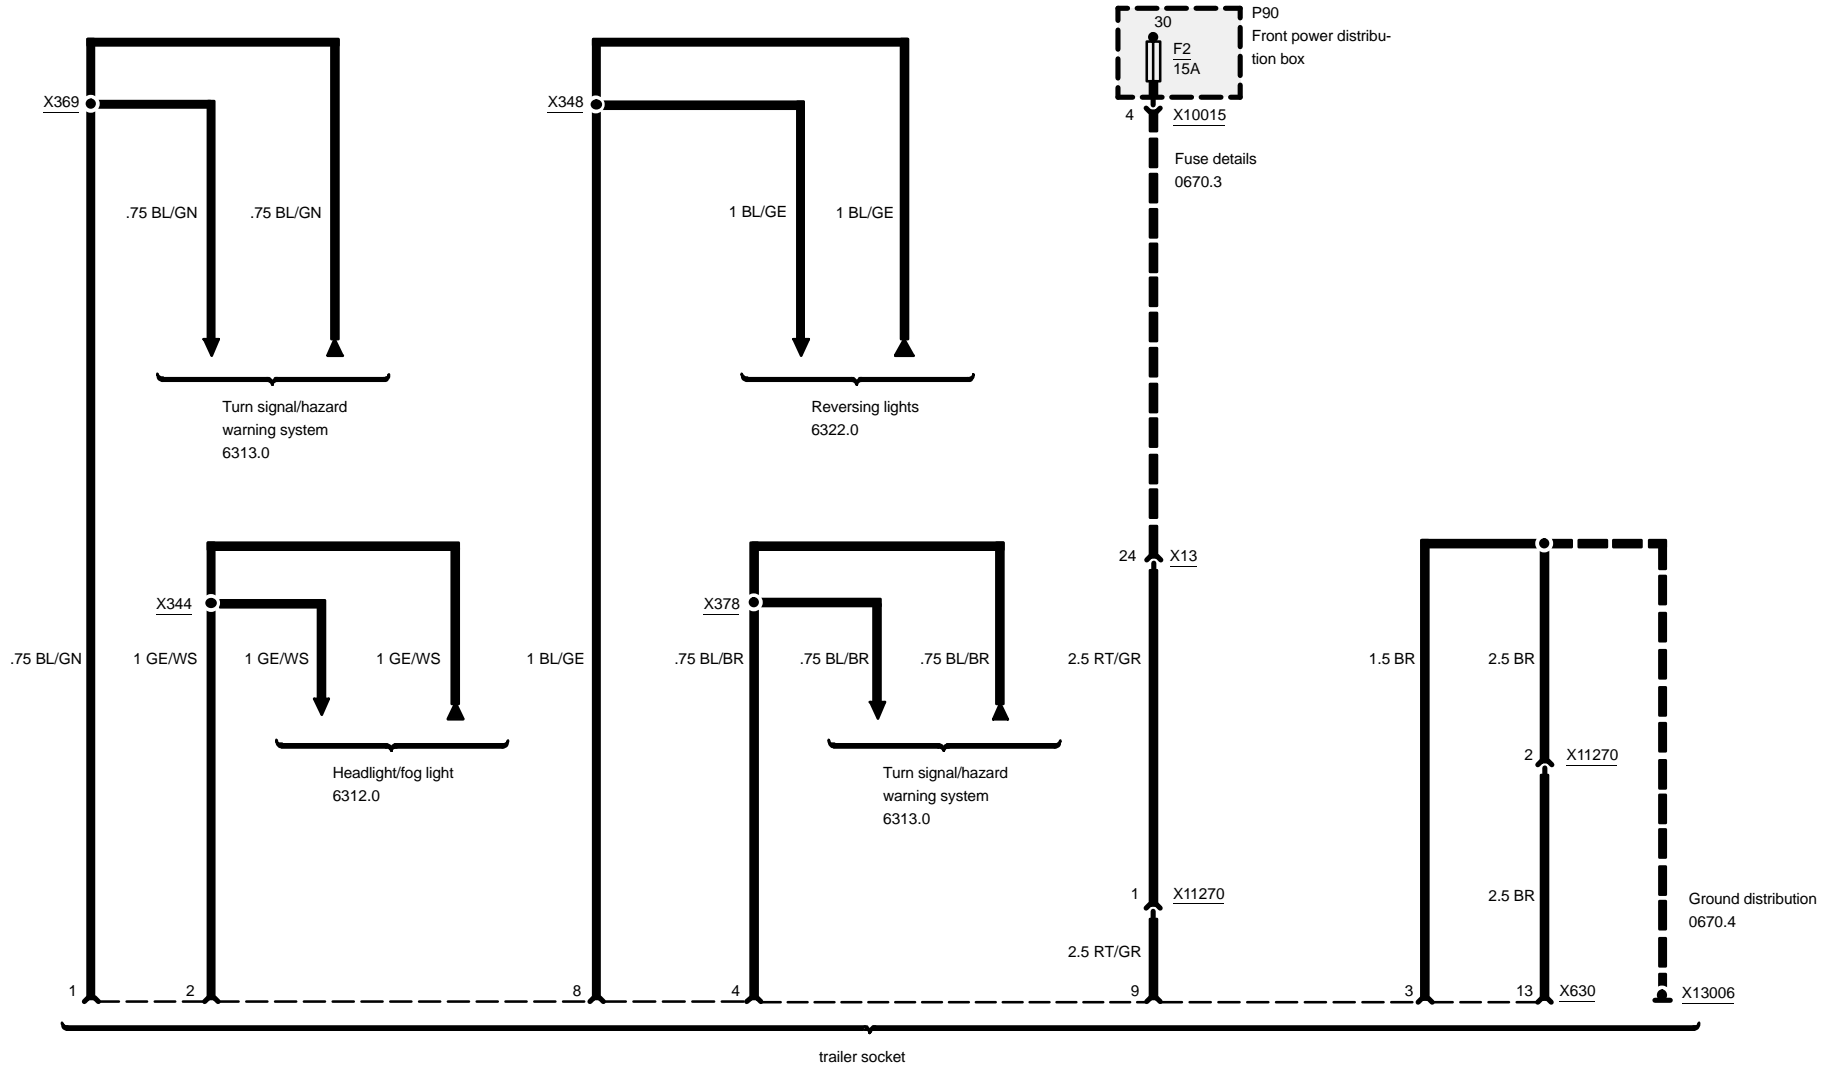 P90
Front power distribu-
tion box
30
F2
15A
4
X10015
Fuse details
0670.3
X369
X348
.75 BL/GN
.75 BL/GN
1 BL/GE
1 BL/GE
Turn signal/hazard
warning system
6313.0
Reversing lights
6322.0
24
X13
X344
X378
.75 BL/GN
1 GE/WS
1 GE/WS
1 GE/WS
1 BL/GE
.75 BL/BR
.75 BL/BR
.75 BL/BR
2.5 RT/GR
1.5 BR
2.5 BR
2
X11270
Headlight/fog light
6312.0
Turn signal/hazard
warning system
6313.0
1
X11270
2.5 BR
Ground distribution
0670.4
2.5 RT/GR
1
2
8
4
9
3
13
X630
X13006
trailer socket